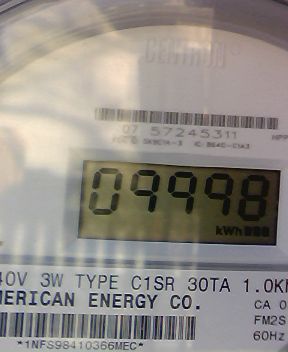 CENTRON®
07 57245311
09998
kWh
40V 3W TYPE C1SR 30TA 1.0K
MERICAN ENERGY CO.
CA 0
FM2S
60Hz
*1NFS98410366MEC*